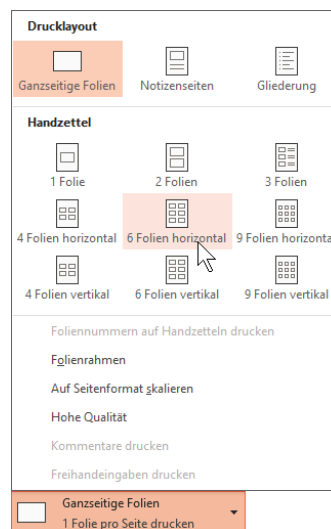 Drucklayout
Ganzseitige Folien Notizenseiten Gliederung
Handzettel
1 Folie 2 Folien 3 Folien
4 Folien horizontal 6 Folien horizontal 9 Folien horizonta
4 Folien vertikal 6 Folien vertikal 9 Folien vertikal
Foliennummern auf Handzetteln drucken
Folienrahmen
Auf Seitenformat skalieren
Hohe Qualität
Kommentare drucken
Freihandeingaben drucken
Ganzseitige Folien
1 Folie pro Seite drucken